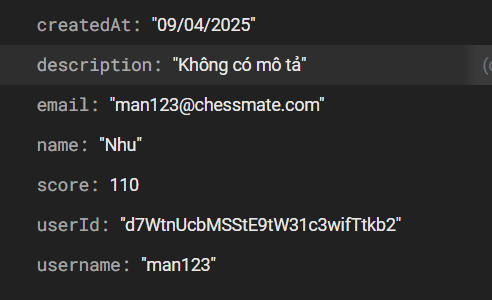 createdAt: "09/04/2025"
description: "Không có mô tả"
email: "man123@chessmate.com"
name: "Nhu"
score: 110
userId: "d7WtnUcbMSStE9tW31c3wifTtkb2"
username: "man123"